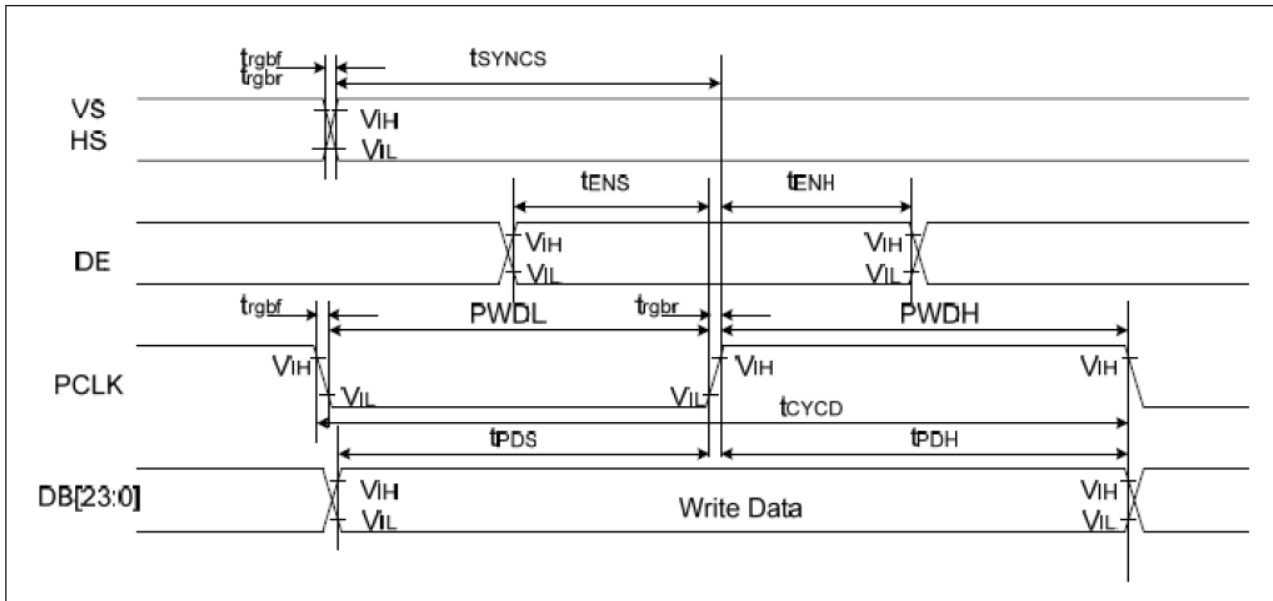 trgbf
trgbr
tSYNCS
VS
HS
VIH
VIL
tENS
tENH
DE
VIH
VIL
VIH
VIL
trgbf
PWDL
trgbr
PWDH
PCLK
VIH
VIL
VIL
VIH
VIH
tCYCD
tPDS
tPDH
DB[23:0]
VIH
VIL
Write Data
VIH
VIL